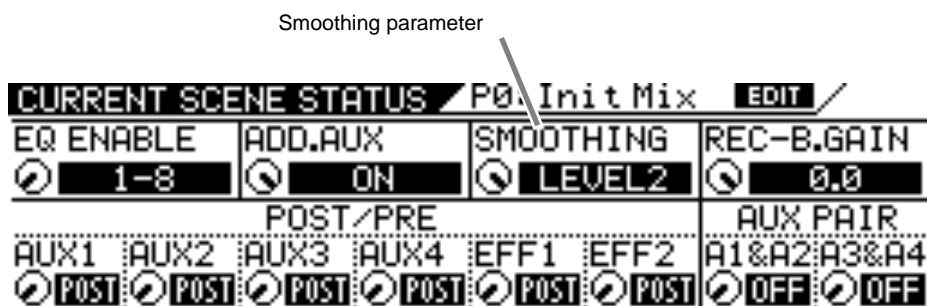 Smoothing parameter
CURRENT SCENE STATUS P0: Init Mix EDIT
EQ ENABLE ADD.AUX SMOOTHING REC-B.GAIN
1-8 ON LEVEL2 0.0
POST/PRE AUX PAIR
AUX1 AUX2 AUX3 AUX4 EFF1 EFF2 A1&A2 A3&A4
POST POST POST POST POST POST OFF OFF